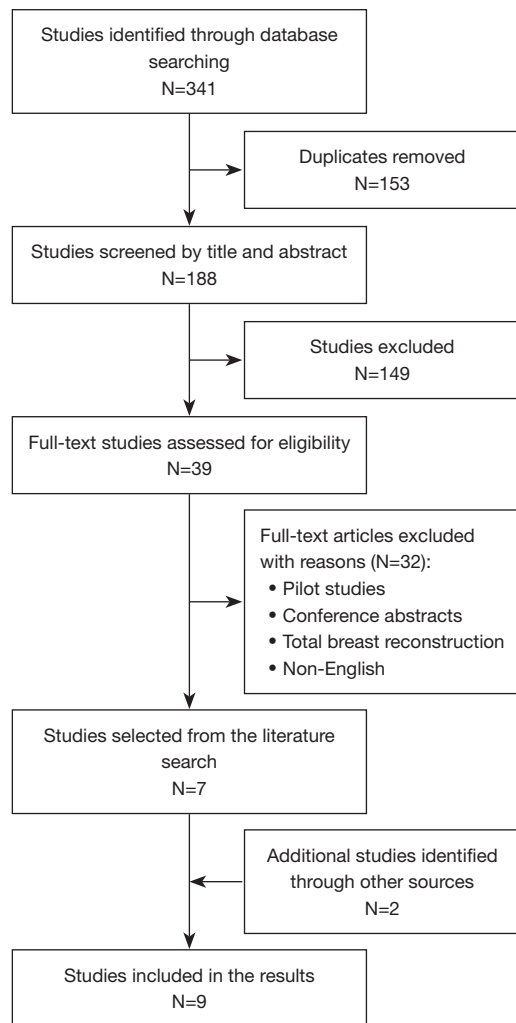 Studies identified through database
searching
N=341
Duplicates removed
N=153
Studies screened by title and abstract
N=188
Studies excluded
N=149
Full-text studies assessed for eligibility
N=39
Full-text articles excluded
with reasons (N=32):
• Pilot studies
• Conference abstracts
• Total breast reconstruction
• Non-English
Studies selected from the literature
search
N=7
Additional studies identified
through other sources
N=2
Studies included in the results
N=9